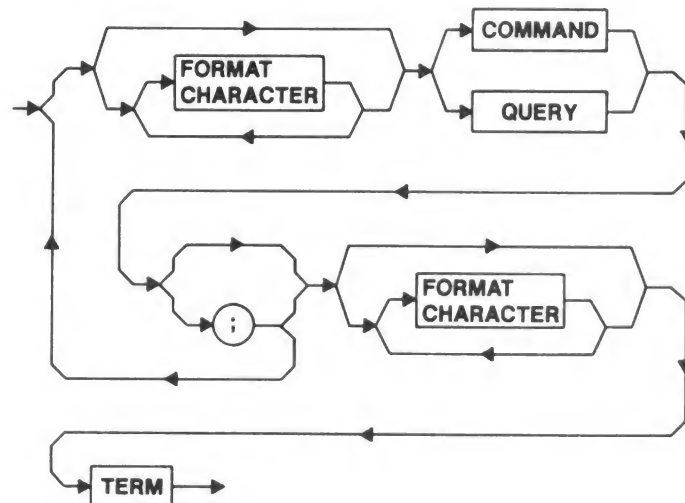 COMMAND
FORMAT
CHARACTER
QUERY
;
FORMAT
CHARACTER
TERM